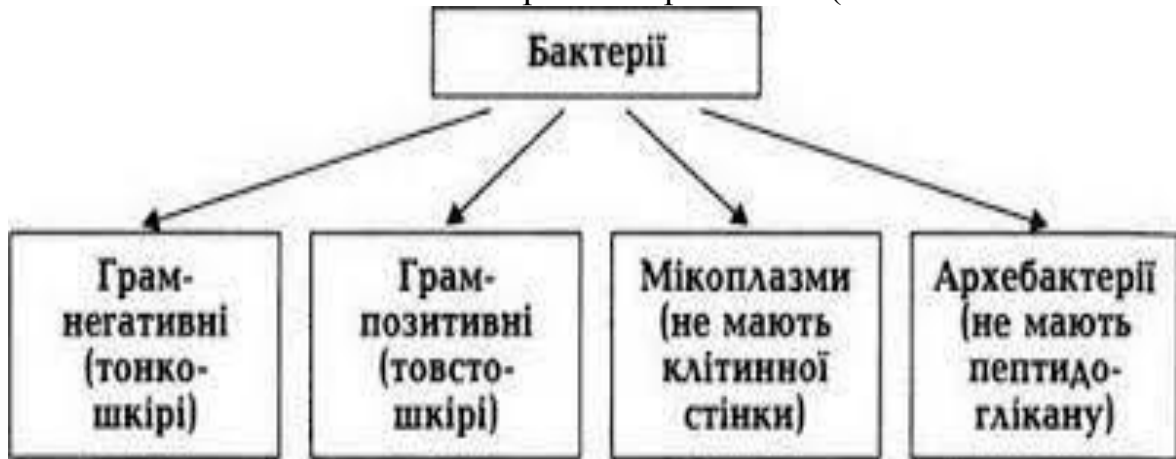 Бактерії
Грам-
негативні
(тонко-
шкірі)
Грам-
позитивні
(товсто-
шкірі)
Мікоплазми
(не мають
клітинної
стінки)
Архебактерії
(не мають
пептидо-
глікану)